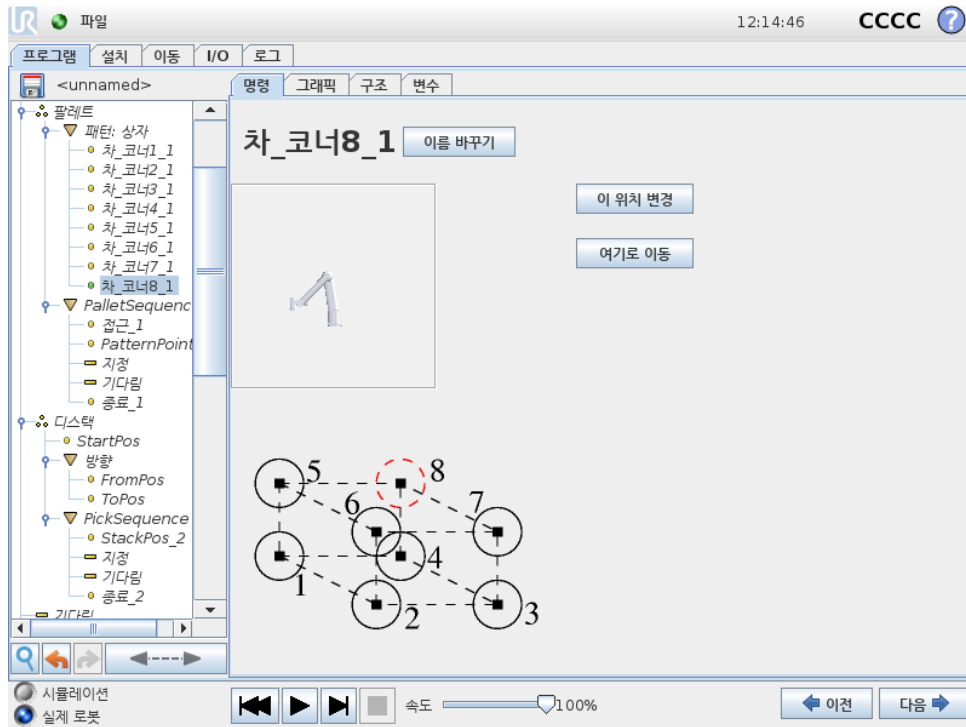 UR 파일 12:14:46 CCCC ?
프로그램 설치 이동 I/O 로그
<unnamed> 명령 그래픽 구조 변수
팔레트
패턴: 상자
차_코너1_1
차_코너2_1
차_코너3_1
차_코너4_1
차_코너5_1
차_코너6_1
차_코너7_1
차_코너8_1
PalletSequenc
접근_1
PatternPoint
지정
기다림
종료_1
디스택
StartPos
방향
FromPos
ToPos
PickSequence
StackPos_2
지정
기다림
종료_2
기다림
차_코너8_1 이름 바꾸기
이 위치 변경
여기로 이동
5 8
6 7
1 4
2 3
시뮬레이션
실제 로봇
속도 100% 이전 다음